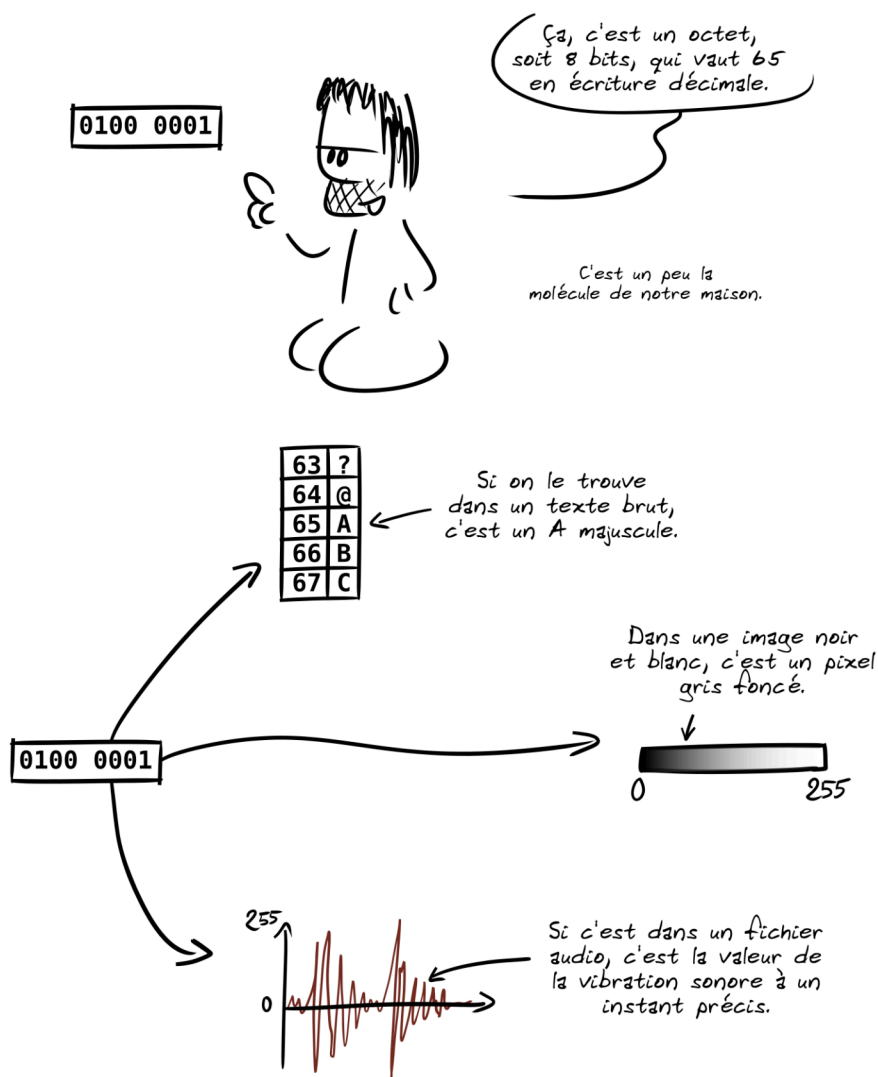 Ça, c'est un octet,
soit 8 bits, qui vaut 65
en écriture décimale.
0100 0001
C'est un peu la
molécule de notre maison.
63 ?
64 @
65 A
66 B
67 C
Si on le trouve
dans un texte brut,
c'est un A majuscule.
Dans une image noir
et blanc, c'est un pixel
gris foncé.
0100 0001
0 255
255
0
Si c'est dans un fichier
audio, c'est la valeur de
la vibration sonore à un
instant précis.